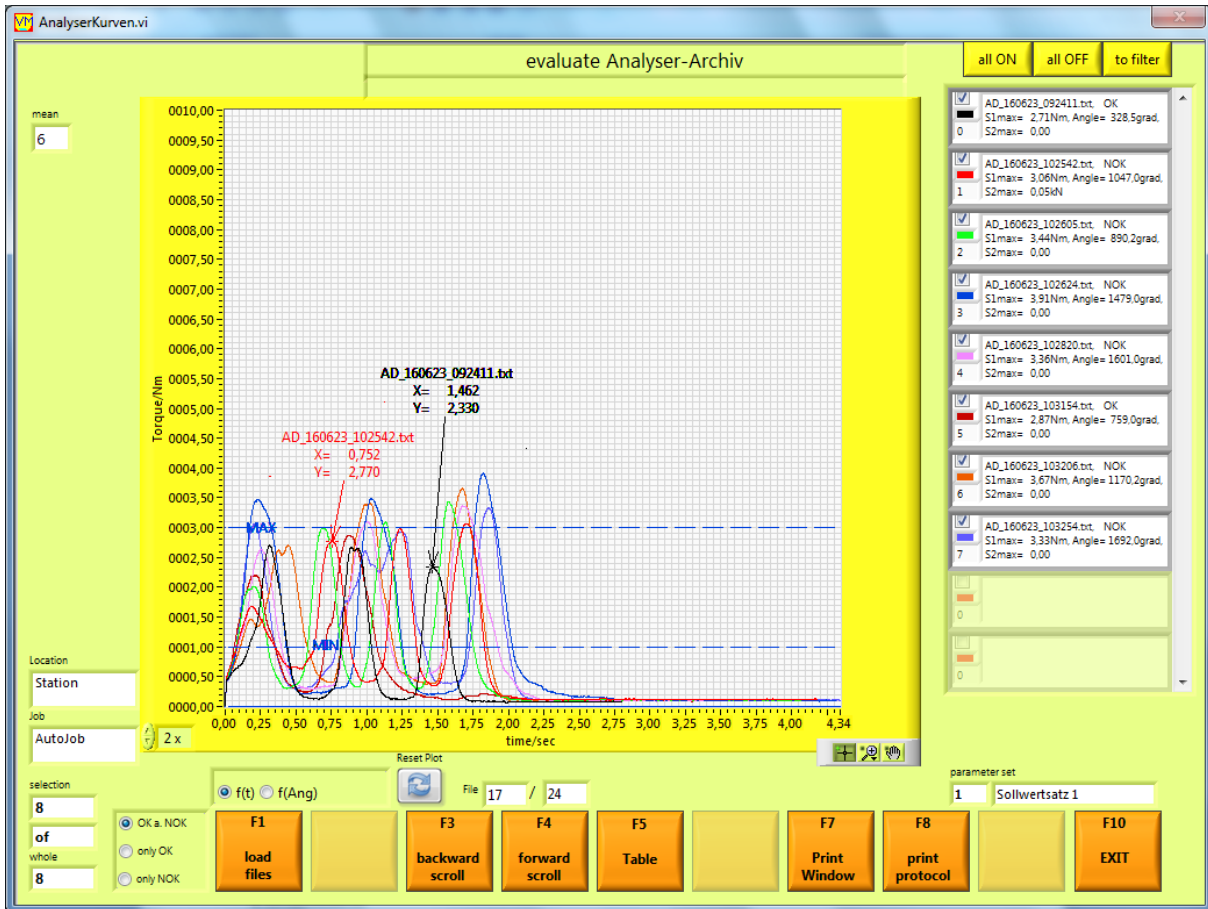 AnalyserKurven.vi
evaluate Analyser-Archiv
all ON
all OFF
to filter
mean
6
0010,00
0009,50
0009,00
0008,50
0008,00
0007,50
0007,00
0006,50
0006,00
0005,50
0005,00
0004,50
0004,00
0003,50
0003,00
0002,50
0002,00
0001,50
0001,00
0000,50
0000,00
Torque/Nm
AD_160623_092411.txt
X= 1,462
Y= 2,330
AD_160623_102542.txt
X= 0,752
Y= 2,770
MAX
MIN
0,00 0,25 0,50 0,75 1,00 1,25 1,50 1,75 2,00 2,25 2,50 2,75 3,00 3,25 3,50 3,75 4,00 4,34
time/sec
AD_160623_092411.txt, OK
S1max= 2,71Nm, Angle= 328,5grad,
0 S2max= 0,00
AD_160623_102542.txt, NOK
S1max= 3,06Nm, Angle= 1047,0grad,
1 S2max= 0,05kN
AD_160623_102605.txt, NOK
S1max= 3,44Nm, Angle= 890,2grad,
2 S2max= 0,00
AD_160623_102624.txt, NOK
S1max= 3,91Nm, Angle= 1479,0grad,
3 S2max= 0,00
AD_160623_102820.txt, NOK
S1max= 3,36Nm, Angle= 1601,0grad,
4 S2max= 0,00
AD_160623_103154.txt, OK
S1max= 2,87Nm, Angle= 759,0grad,
5 S2max= 0,00
AD_160623_103206.txt, NOK
S1max= 3,67Nm, Angle= 1170,2grad,
6 S2max= 0,00
AD_160623_103254.txt, NOK
S1max= 3,33Nm, Angle= 1692,0grad,
7 S2max= 0,00
0
0
Location
Station
Job
AutoJob
2 x
Reset Plot
f(t) f(Ang)
File 17 / 24
parameter set
1 Sollwertsatz 1
selection
8
of
whole
8
OK a. NOK
only OK
only NOK
F1
load
files
F3
backward
scroll
F4
forward
scroll
F5
Table
F7
Print
Window
F8
print
protocol
F10
EXIT